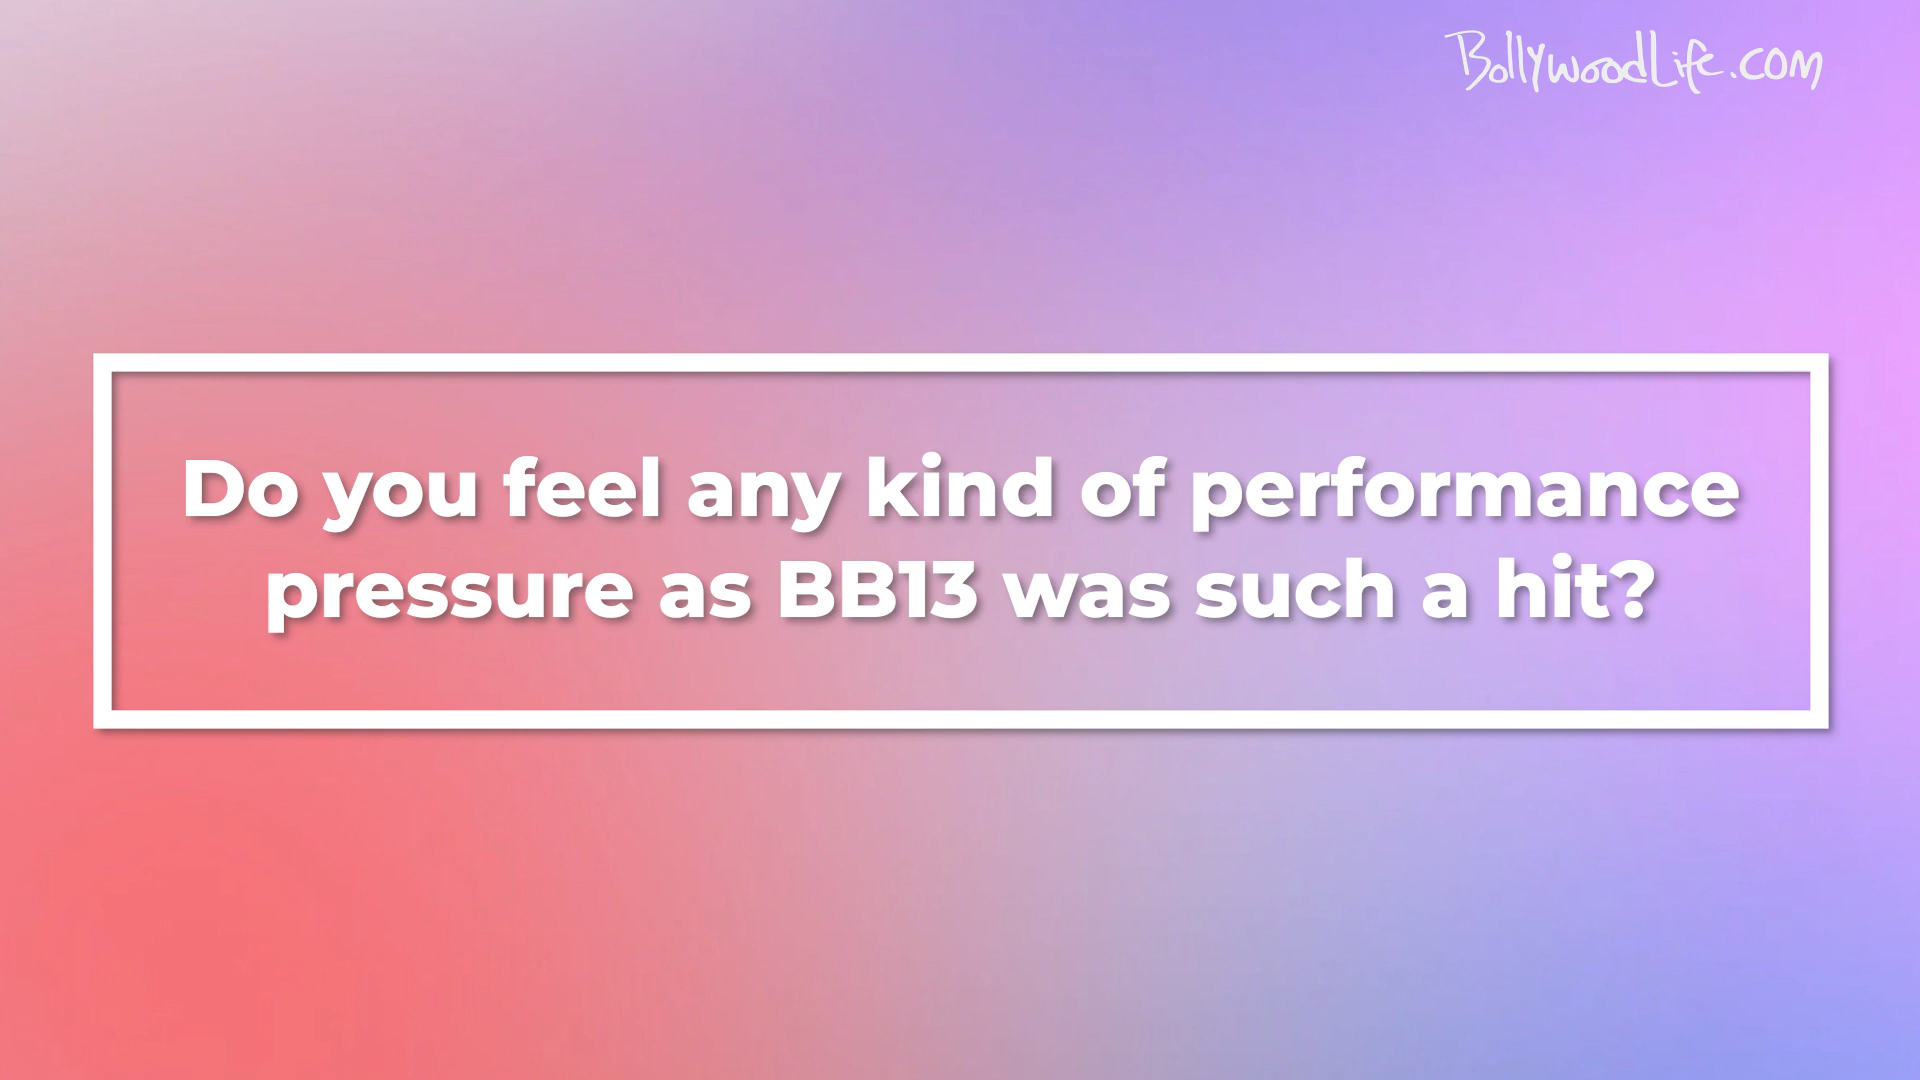 BollywoodLife.com
Do you feel any kind of performance
pressure as BB13 was such a hit?